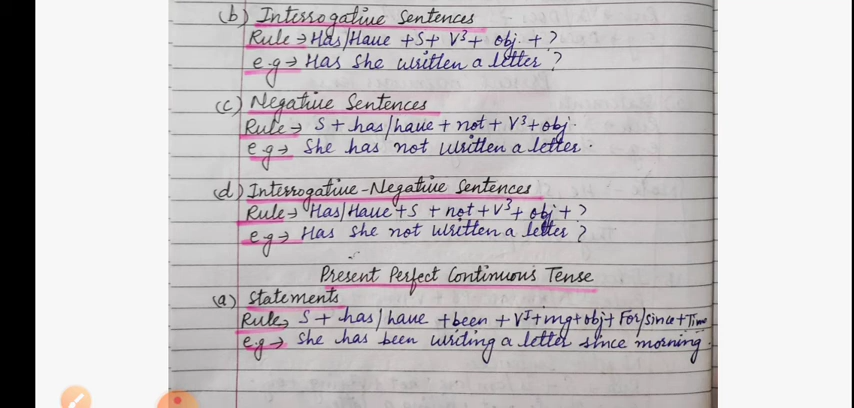 (b) Interrogative Sentences
Rule → Has/Have + S + V³ + obj. + ?
e.g → Has she written a letter ?
(c) Negative Sentences
Rule → S + has/have + not + V³ + obj.
e.g → She has not written a letter.
(d) Interrogative-Negative Sentences
Rule → Has/Have + S + not + V³ + obj + ?
e.g → Has she not written a letter ?
Present Perfect Continuous Tense
(a) Statements
Rule → S + has/have + been + V¹ + ing + obj + For/since + Time
e.g → She has been writing a letter since morning.